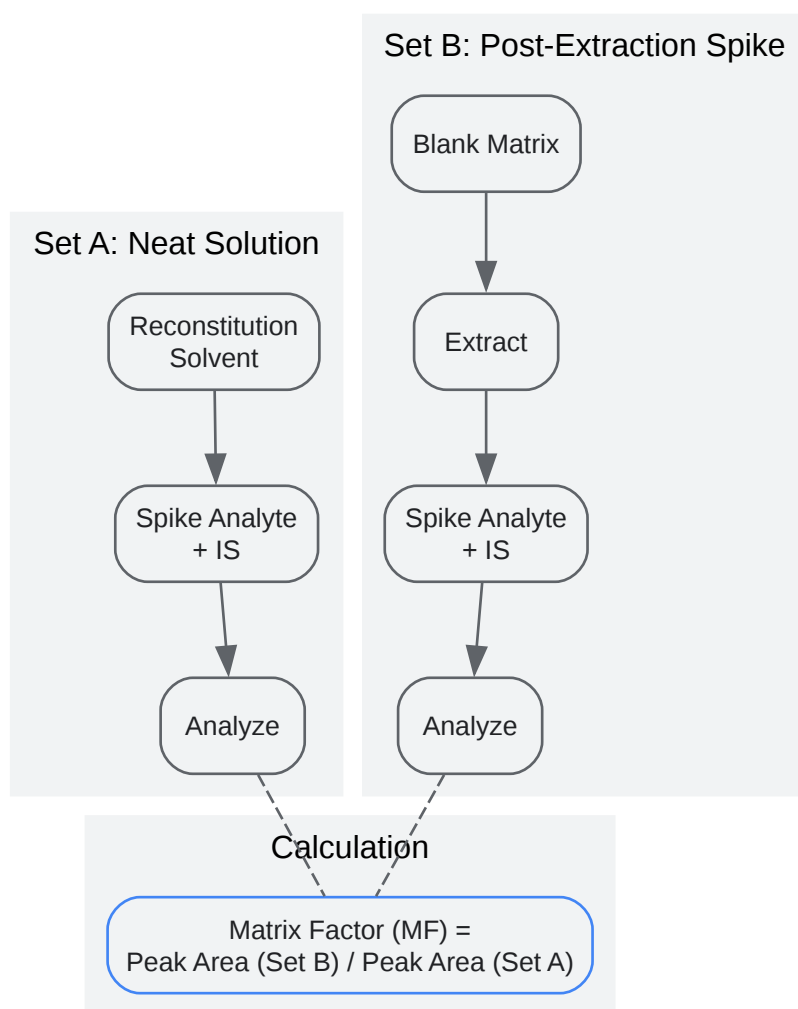 Set A: Neat Solution
Reconstitution
Solvent
Spike Analyte
+ IS
Analyze
Set B: Post-Extraction Spike
Blank Matrix
Extract
Spike Analyte
+ IS
Analyze
Calculation
Matrix Factor (MF) =
Peak Area (Set B) / Peak Area (Set A)